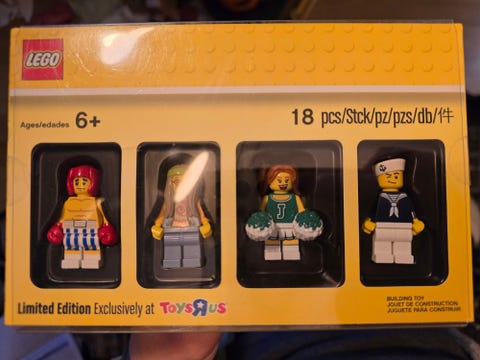 LEGO
Ages/edades 6+
18 pcs/Stck/pz/pzs/db/件
J
Limited Edition Exclusively at TOYSRUS
BUILDING TOY
JOUET DE CONSTRUCTION
JUGUETE PARA CONSTRUIR